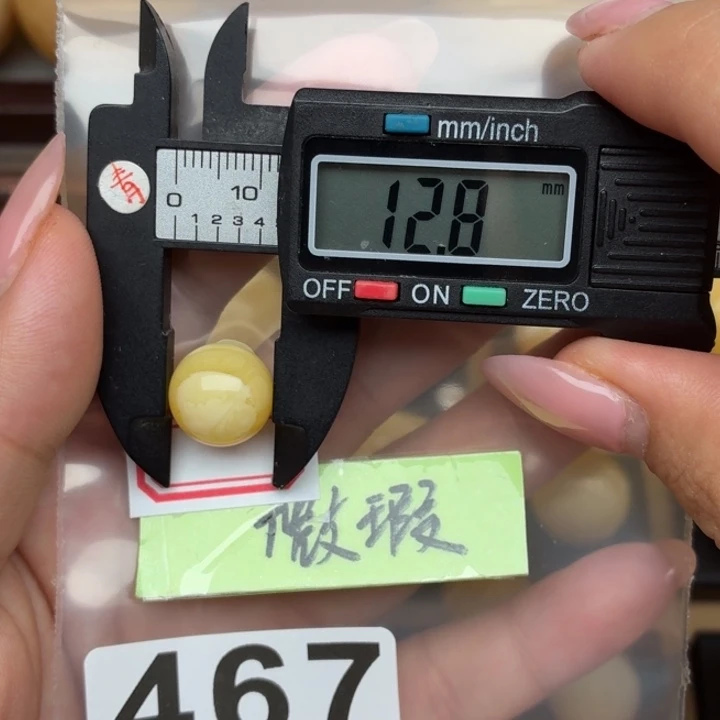 mm/inch
12.8 mm
0 10
1 2 3 4
OFF ON ZERO
微瑕
467